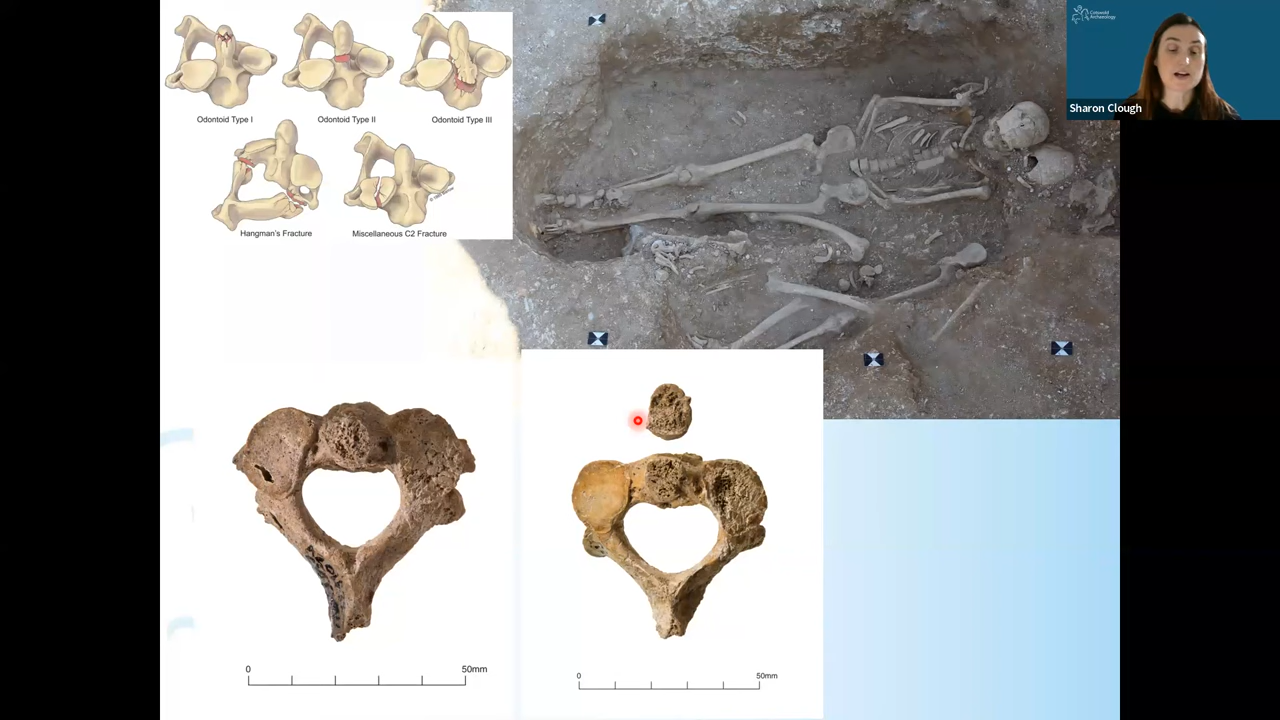 Odontoid Type I
Odontoid Type II
Odontoid Type III
Hangman's Fracture
Miscellaneous C2 Fracture
Cotswold
Archaeology
Sharon Clough
0
50mm
0
50mm